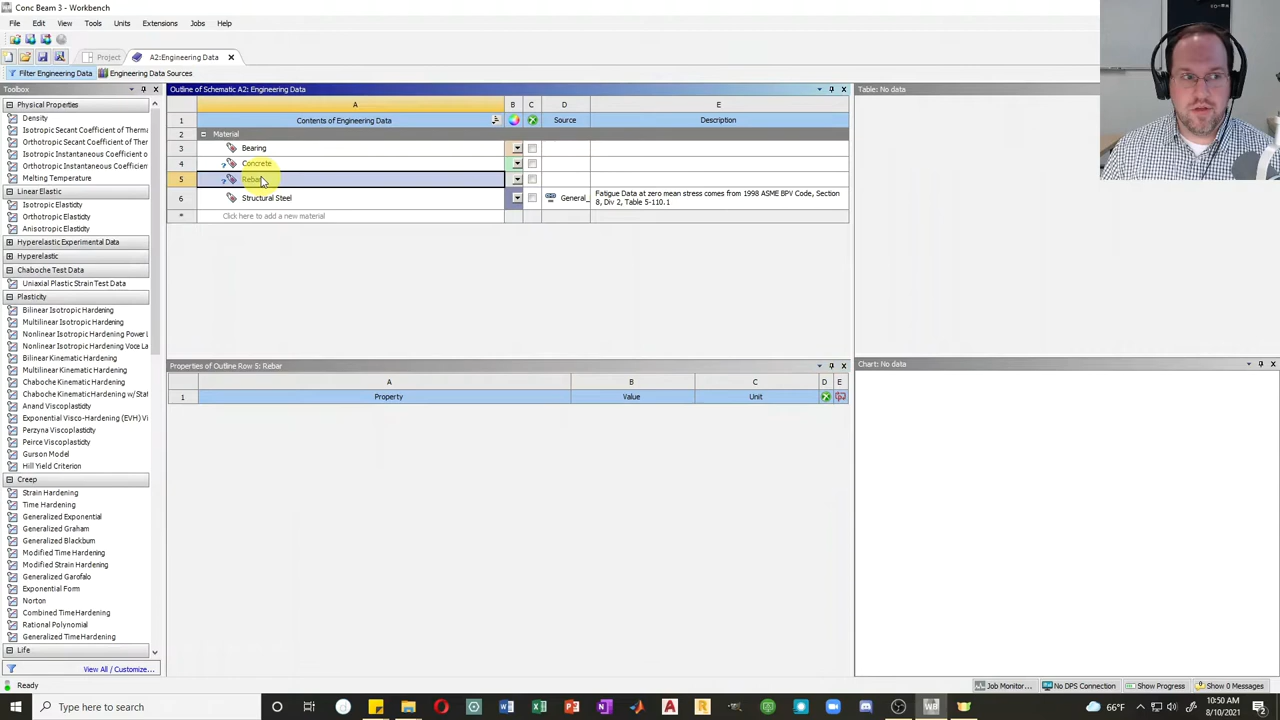 WB Conc Beam 3 - Workbench
File Edit View Tools Units Extensions Jobs Help
Project A2:Engineering Data
Filter Engineering Data Engineering Data Sources
Toolbox
Physical Properties
Density
Isotropic Secant Coefficient of Therma
Orthotropic Secant Coefficient of Therm
Isotropic Instantaneous Coefficient of
Orthotropic Instantaneous Coefficien
Melting Temperature
Linear Elastic
Isotropic Elasticity
Orthotropic Elasticity
Anisotropic Elasticity
Hyperelastic Experimental Data
Hyperelastic
Chaboche Test Data
Uniaxial Plastic Strain Test Data
Plasticity
Bilinear Isotropic Hardening
Multilinear Isotropic Hardening
Nonlinear Isotropic Hardening Power L
Nonlinear Isotropic Hardening Voce La
Bilinear Kinematic Hardening
Multilinear Kinematic Hardening
Chaboche Kinematic Hardening
Chaboche Kinematic Hardening w/Stat
Anand Viscoplasticity
Exponential Visco-Hardening (EVH) Vi
Perzyna Viscoplasticity
Peirce Viscoplasticity
Gurson Model
Hill Yield Criterion
Creep
Strain Hardening
Time Hardening
Generalized Exponential
Generalized Graham
Generalized Blackburn
Modified Time Hardening
Modified Strain Hardening
Generalized Garofalo
Exponential Form
Norton
Combined Time Hardening
Rational Polynomial
Generalized Time Hardening
Life
View All / Customize...
Outline of Schematic A2: Engineering Data
A B C D E
1 Contents of Engineering Data Source Description
2 Material
3 Bearing
4 ? Concrete
5 ? Rebar
6 Structural Steel General_ Fatigue Data at zero mean stress comes from 1998 ASME BPV Code, Section
8, Div 2, Table 5-110.1
* Click here to add a new material
Properties of Outline Row 5: Rebar
A B C D E
1 Property Value Unit
Table: No data
Chart: No data
Ready
Job Monitor... No DPS Connection Show Progress Show 0 Messages
Type here to search
66°F
10:50 AM
8/10/2021